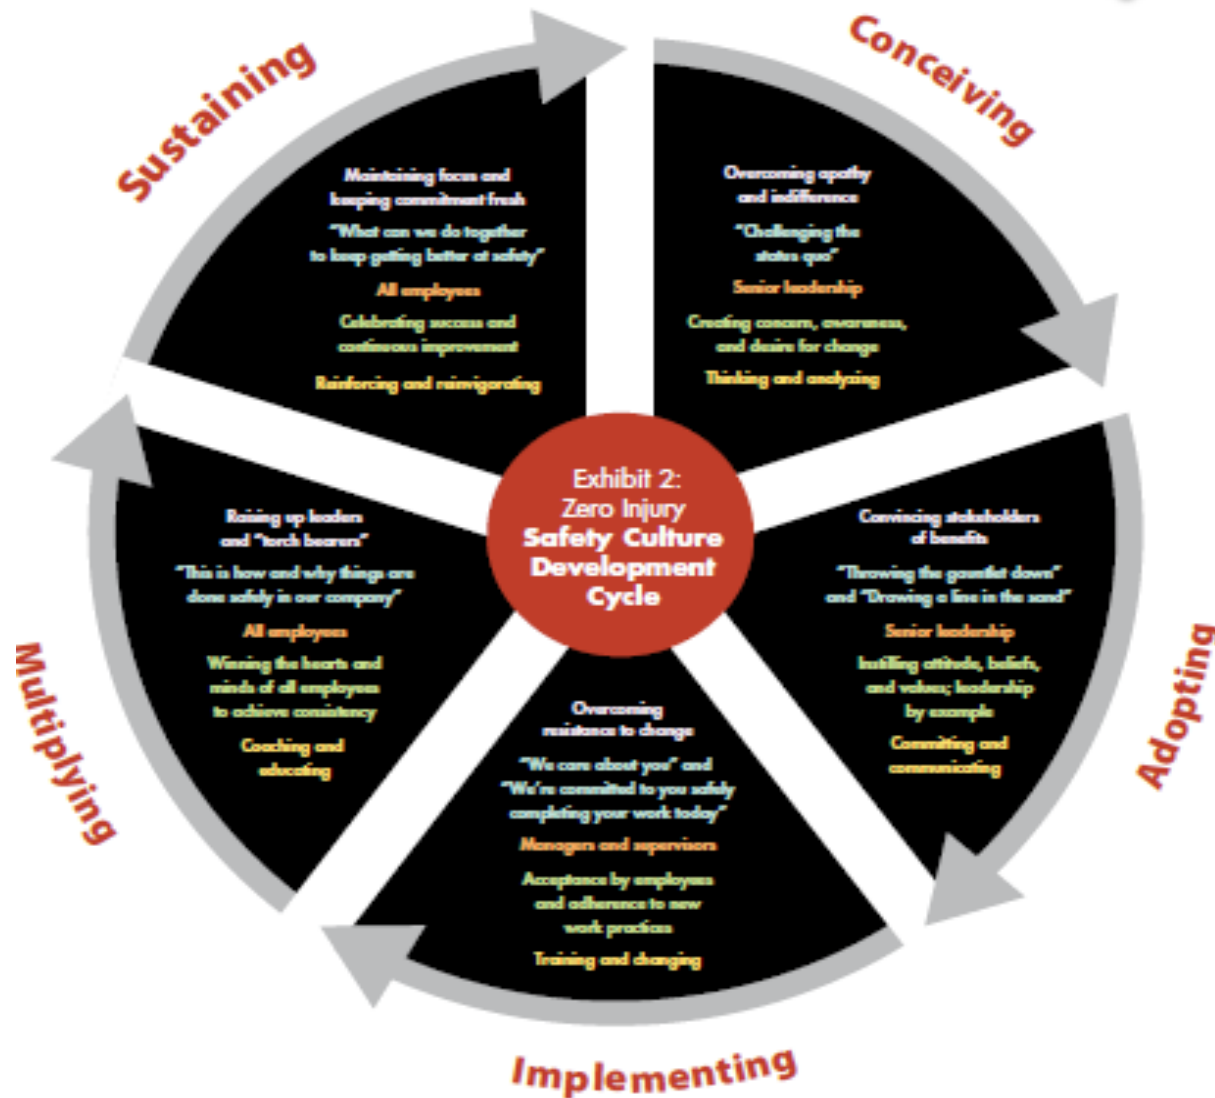 Sustaining
Conceiving
Maintaining focus and
keeping commitment fresh
"What can we do together
to keep getting better at safety"
All employees
Celebrating success and
continuous improvement
Reinforcing and reinvigorating
Overcoming apathy
and indifference
"Challenging the
status quo"
Senior leadership
Creating concern, awareness,
and desire for change
Thinking and analyzing
Exhibit 2:
Zero Injury
Safety Culture
Development
Cycle
Raising up leaders
and "torch bearers"
"This is how and why things are
done safely in our company"
All employees
Winning the hearts and
minds of all employees
to achieve consistency
Coaching and
educating
Convincing stakeholders
of benefits
"Throwing the gauntlet down"
and "Drawing a line in the sand"
Senior leadership
Instilling attitude, beliefs,
and values; leadership
by example
Committing and
communicating
Multiplying
Adopting
Overcoming
resistance to change
"We care about you" and
"We're committed to you safely
completing your work today"
Managers and supervisors
Acceptance by employees
and adherence to new
work practices
Training and changing
Implementing